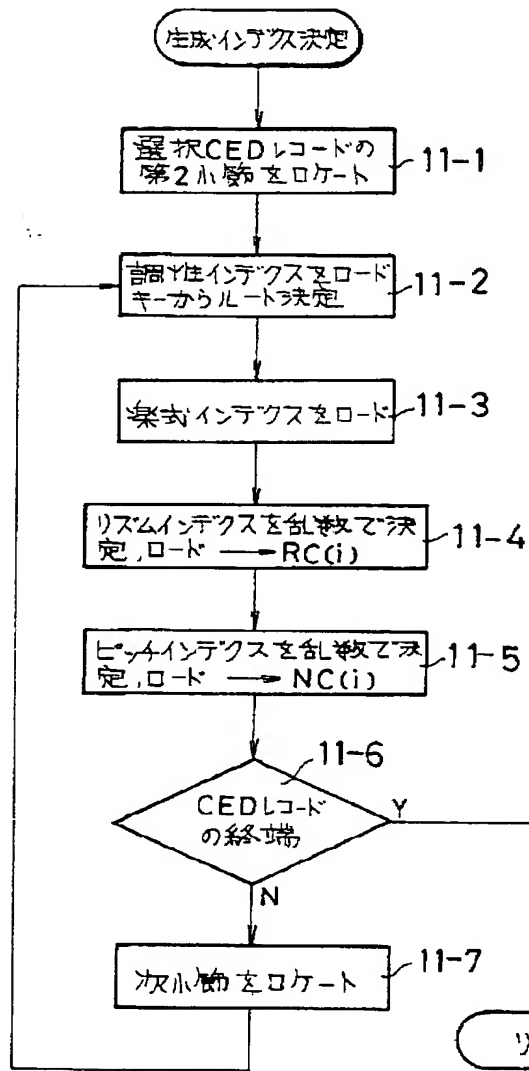 生成インデクス決定
選択CEDレコードの
第2小節をロケート
11-1
調性インデクスをロード
キーからルート決定
11-2
楽式インデクスをロード
11-3
リズムインデクスを乱数で決
定,ロード → RC(i)
11-4
ピッチインデクスを乱数で決
定,ロード → NC(i)
11-5
11-6
CEDレコード
の終端
Y
N
次小節をロケート
11-7
リ